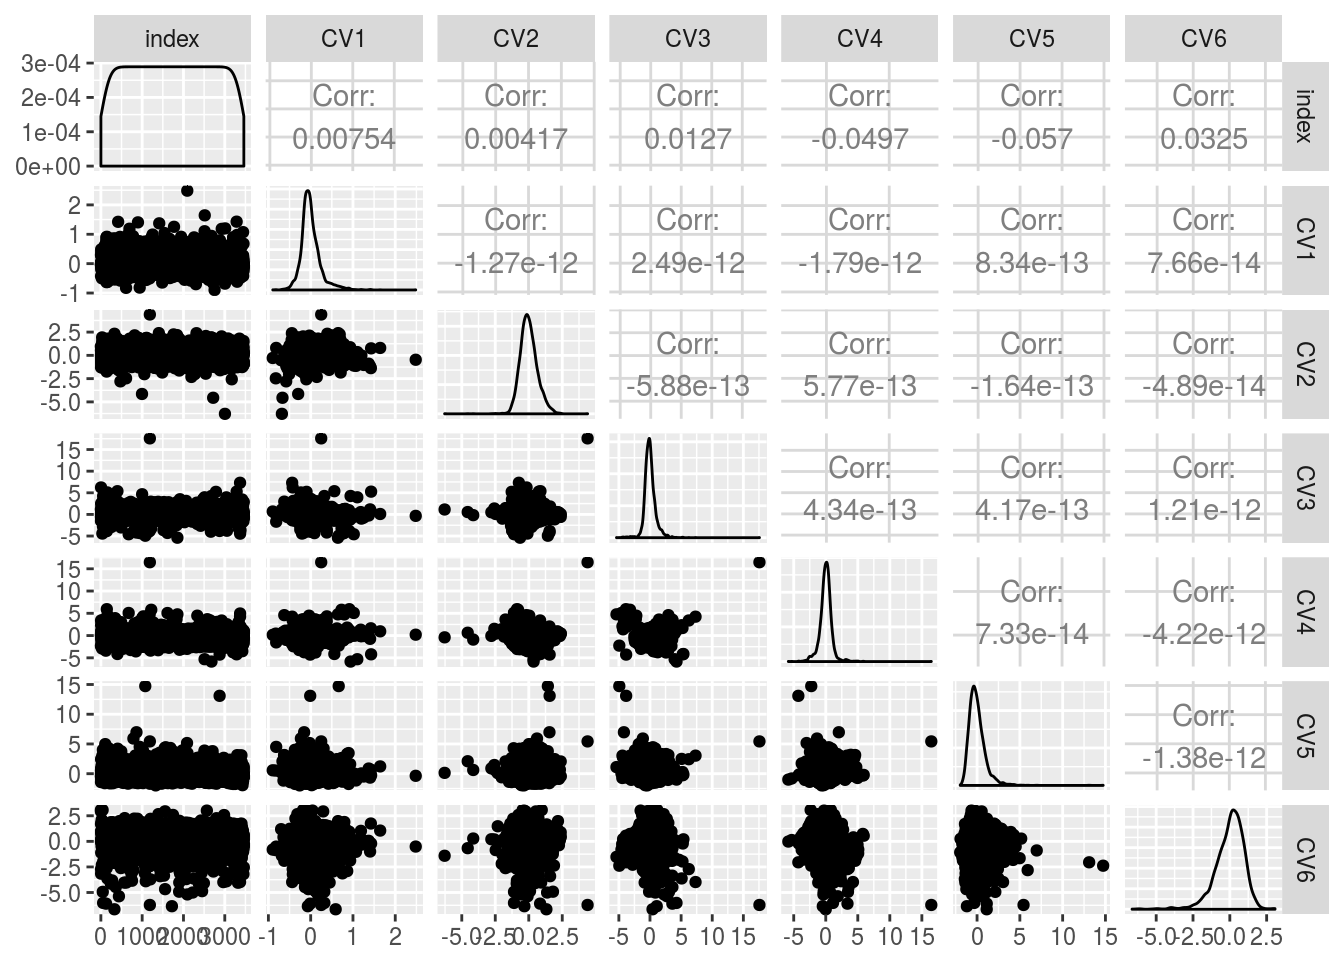 index CV1 CV2 CV3 CV4 CV5 CV6
3e-04
2e-04
1e-04
0e+00
Corr: Corr: Corr: Corr: Corr: Corr:
0.00754 0.00417 0.0127 -0.0497 -0.057 0.0325
index
2
1
0
-1
Corr: Corr: Corr: Corr: Corr:
-1.27e-12 2.49e-12 -1.79e-12 8.34e-13 7.66e-14
CV1
2.5
0.0
-2.5
-5.0
Corr: Corr: Corr: Corr:
-5.88e-13 5.77e-13 -1.64e-13 -4.89e-14
CV2
15
10
5
0
-5
Corr: Corr: Corr:
4.34e-13 4.17e-13 1.21e-12
CV3
15
10
5
0
-5
Corr: Corr:
7.33e-14 -4.22e-12
CV4
15
10
5
0
Corr:
-1.38e-12
CV5
2.5
0.0
-2.5
-5.0
CV6
0 1000 2000 3000 -1 0 1 2 -5.0 -2.5 0.0 2.5 -5 0 5 10 15 -5 0 5 10 15 0 5 10 15 -5.0 -2.5 0.0 2.5